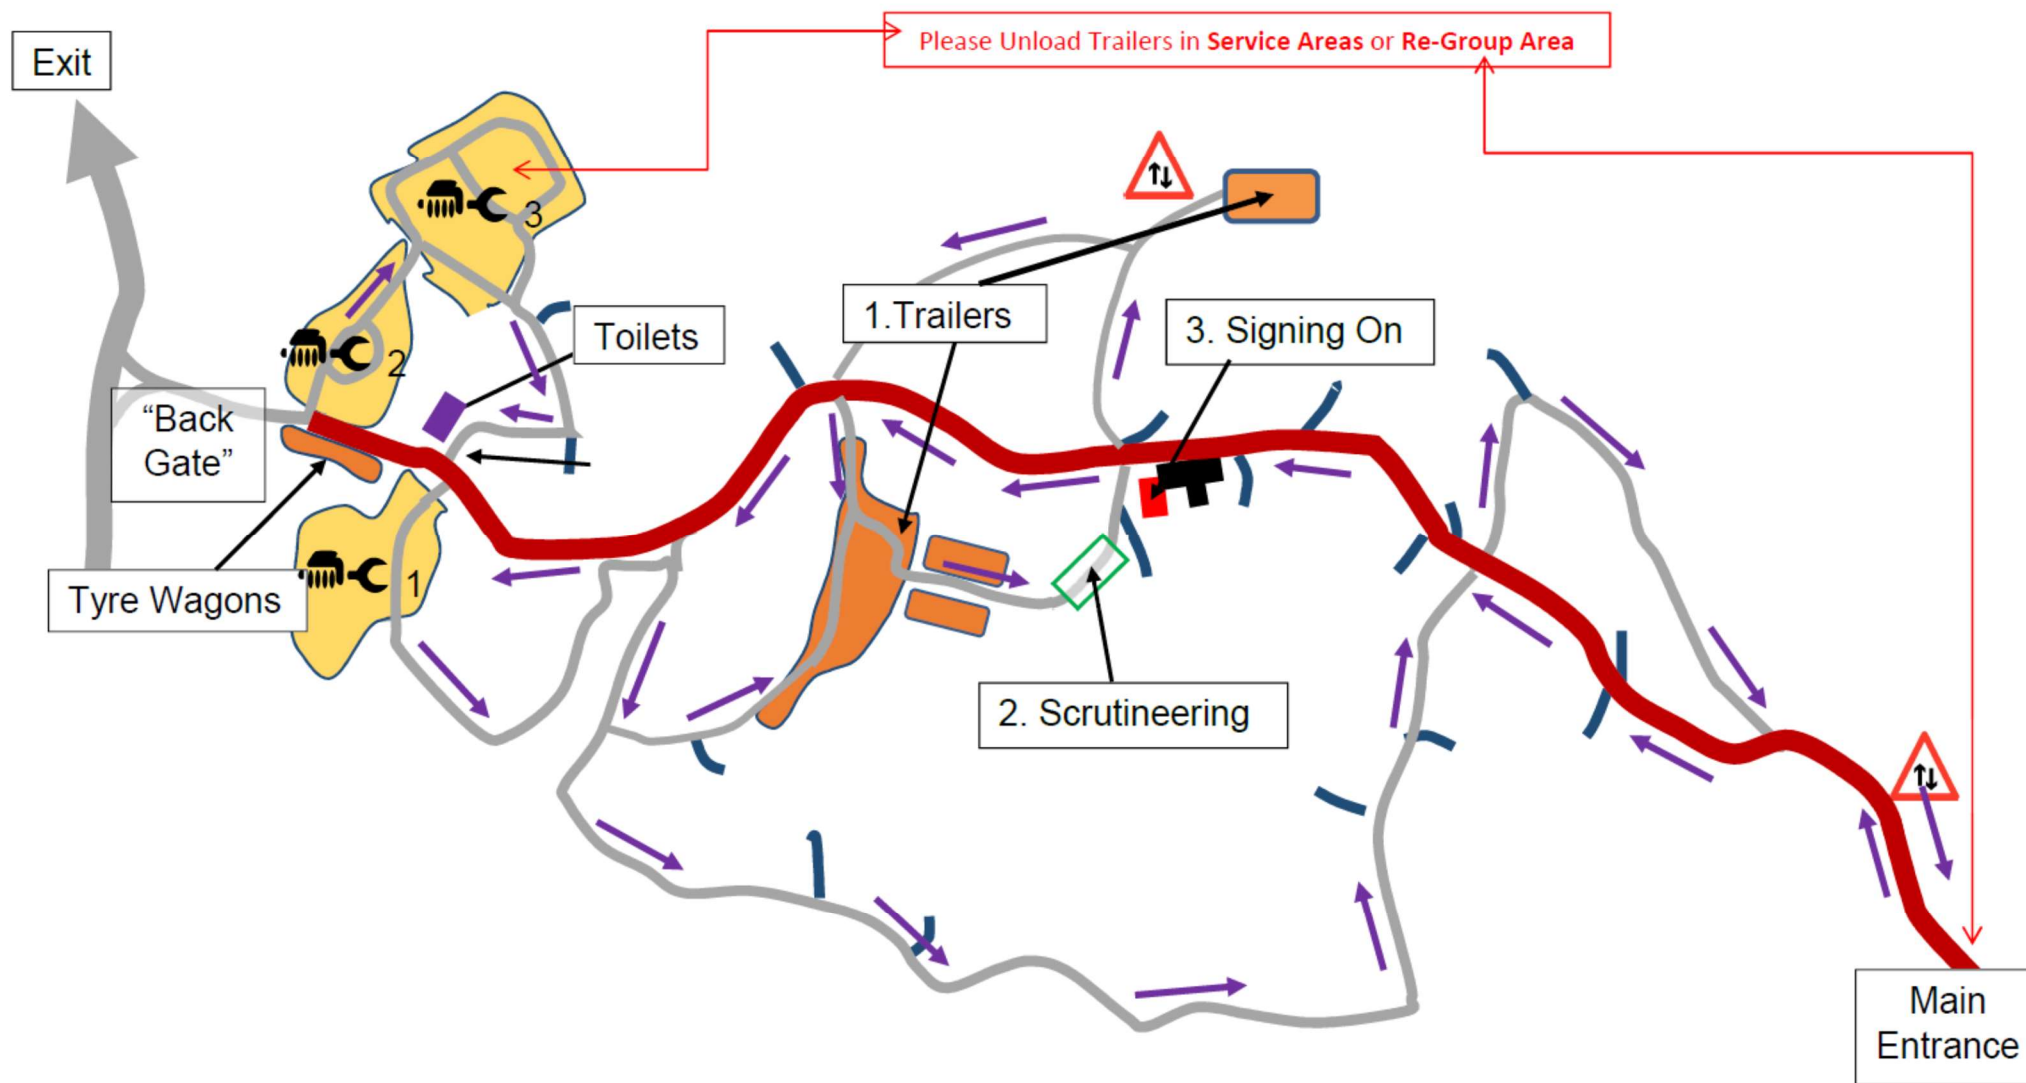 Please Unload Trailers in Service Areas or Re-Group Area
Exit
3
1.Trailers
3. Signing On
Toilets
2
"Back
Gate"
1
Tyre Wagons
2. Scrutineering
Main
Entrance